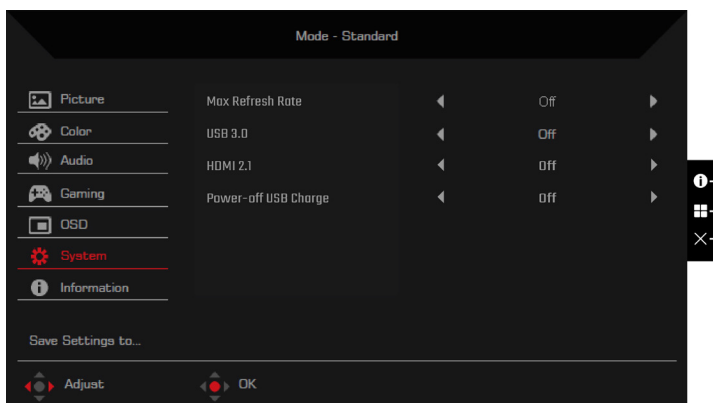 Mode - Standard
Picture
Max Refresh Rate Off
Color
USB 3.0 Off
Audio
HDMI 2.1 Off
Gaming
Power-off USB Charge Off
OSD
System
Information
Save Settings to...
Adjust OK